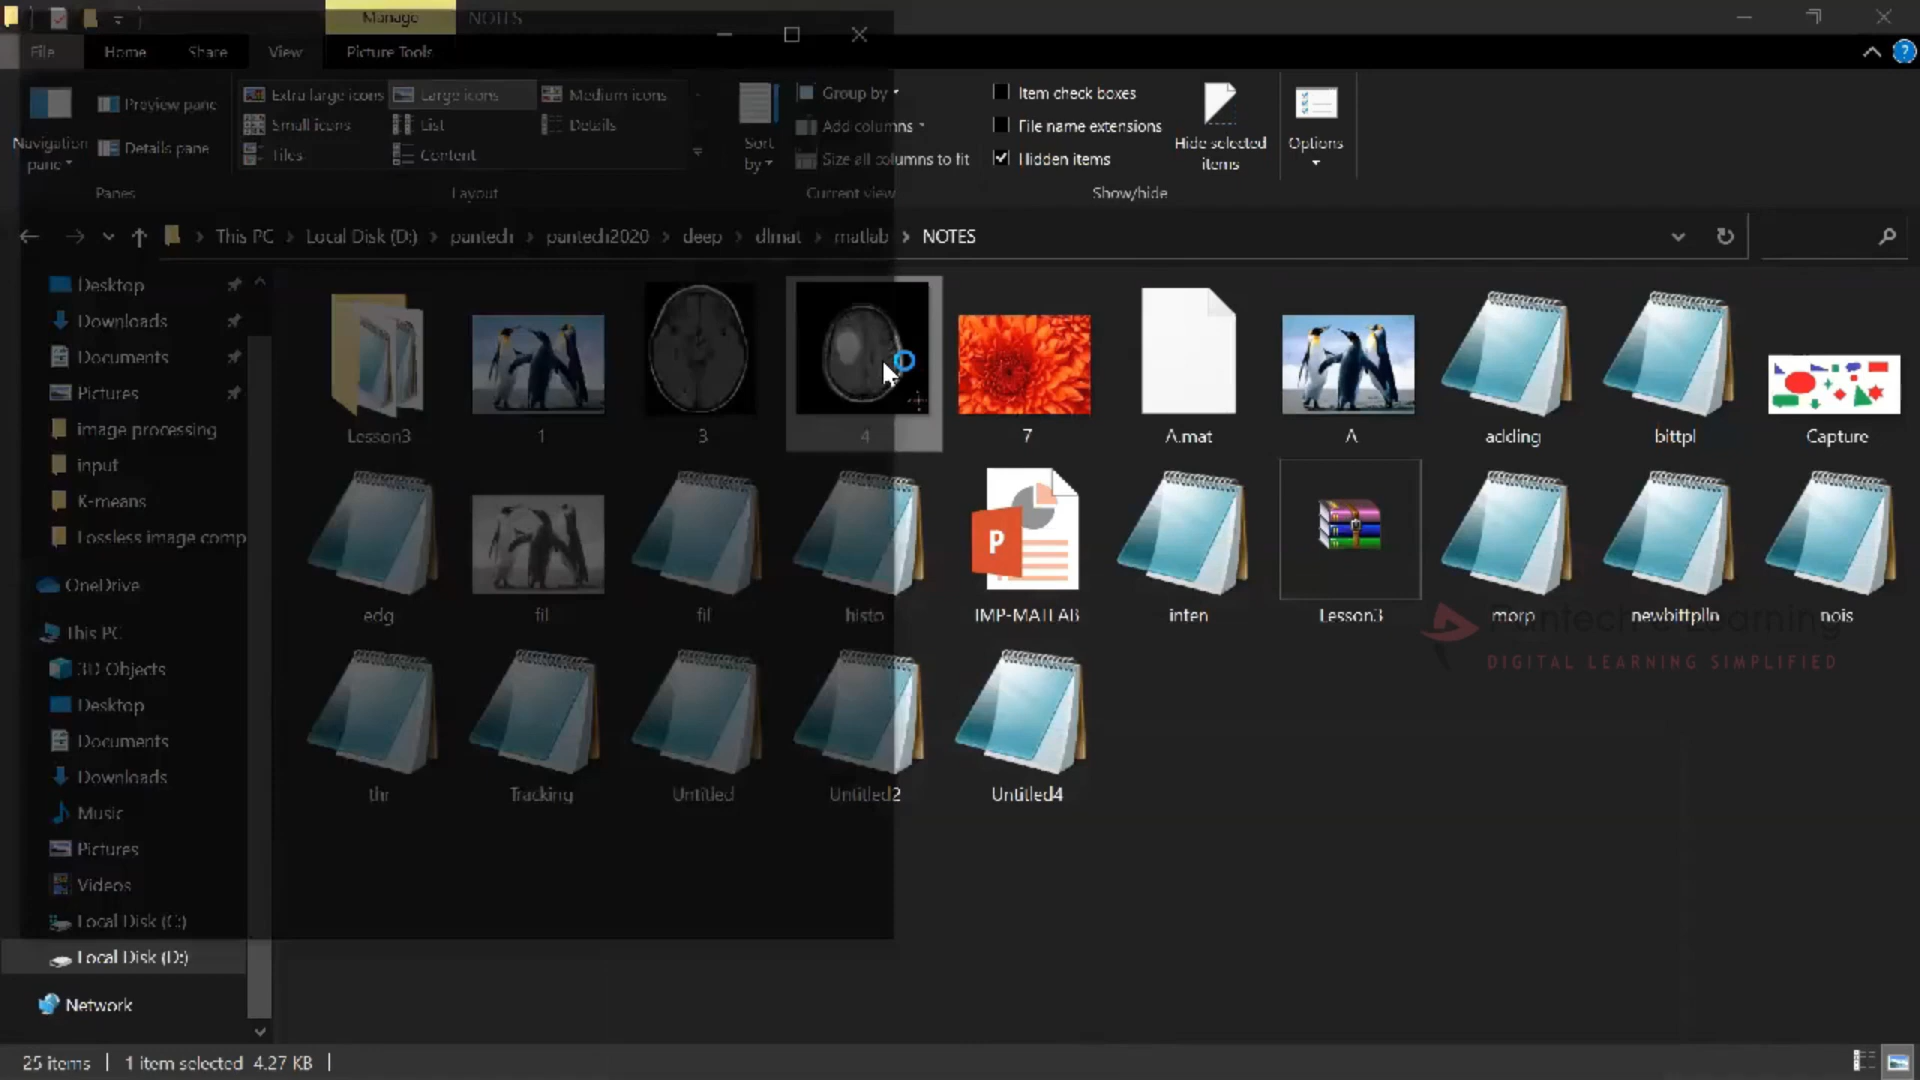 Manage NOTES
File Home Share View Picture Tools
Navigation pane
Preview pane
Details pane
Panes
Extra large icons Large icons Medium icons
Small icons List Details
Tiles Content
Layout
Sort by
Group by
Add columns
Size all columns to fit
Current view
Item check boxes
File name extensions
Hidden items
Hide selected items
Show/hide
Options
This PC Local Disk (D:) pantech pantech2020 deep dlmat matlab NOTES
Desktop
Downloads
Documents
Pictures
image processing
input
K-means
Lossless image comp
OneDrive
This PC
3D Objects
Desktop
Documents
Downloads
Music
Pictures
Videos
Local Disk (C:)
Local Disk (D:)
Network
Lesson3 1 3 4 7 A.mat A adding bittpl Capture
edg fil fil histo IMP-MATLAB inten Lesson3 morp newbittplln nois
thr Tracking Untitled Untitled2 Untitled4
DIGITAL LEARNING SIMPLIFIED
25 items 1 item selected 4.27 KB